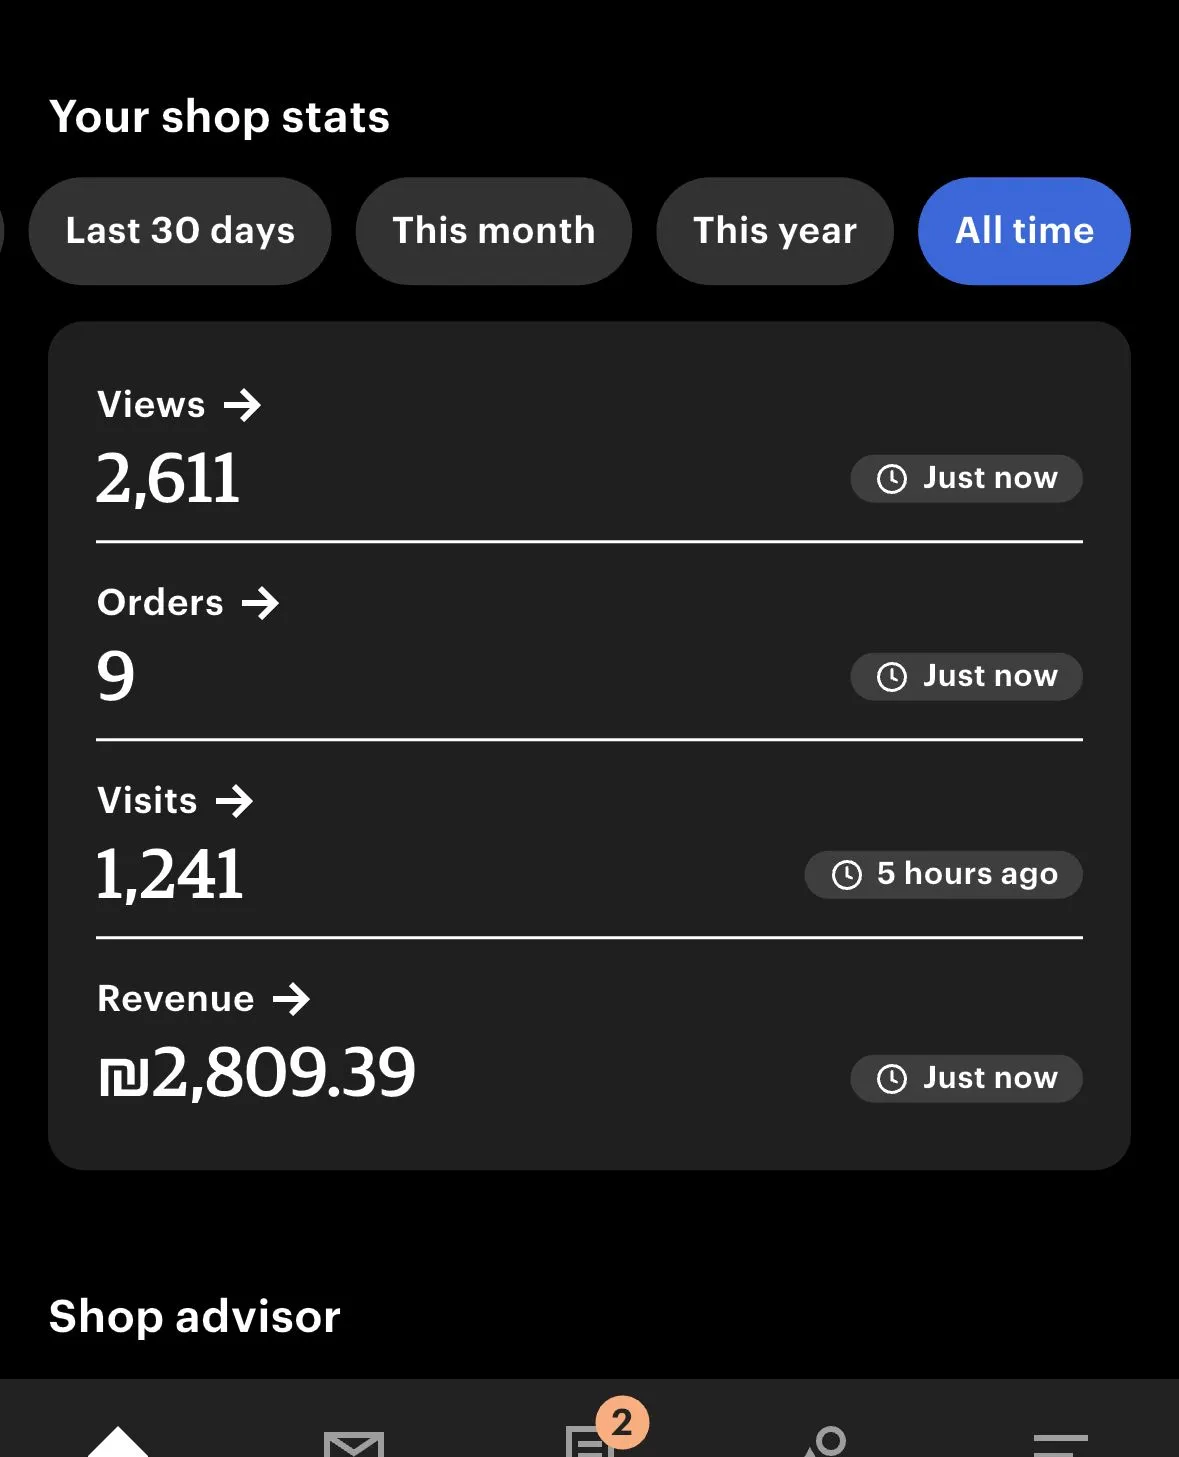 Your shop stats
Last 30 days This month This year All time
Views →
2,611
Just now
Orders →
9
Just now
Visits →
1,241
5 hours ago
Revenue →
₪2,809.39
Just now
Shop advisor
2